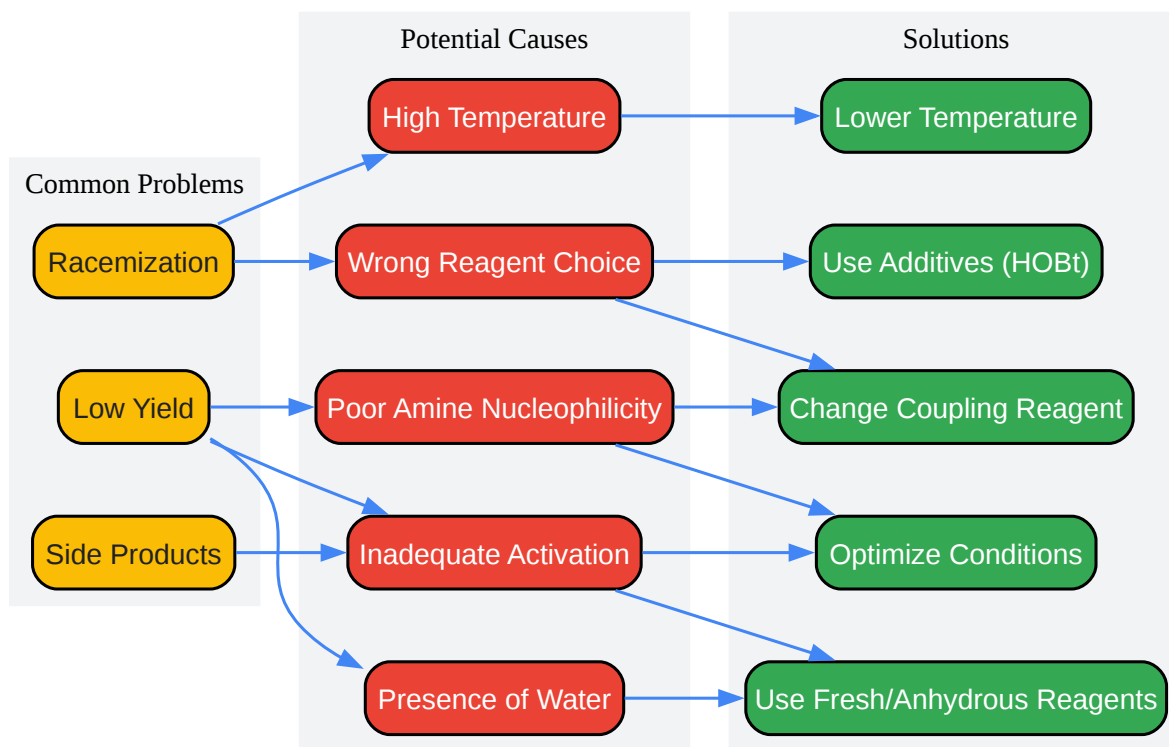 Common Problems
Racemization
Low Yield
Side Products
Potential Causes
High Temperature
Wrong Reagent Choice
Poor Amine Nucleophilicity
Inadequate Activation
Presence of Water
Solutions
Lower Temperature
Use Additives (HOBt)
Change Coupling Reagent
Optimize Conditions
Use Fresh/Anhydrous Reagents